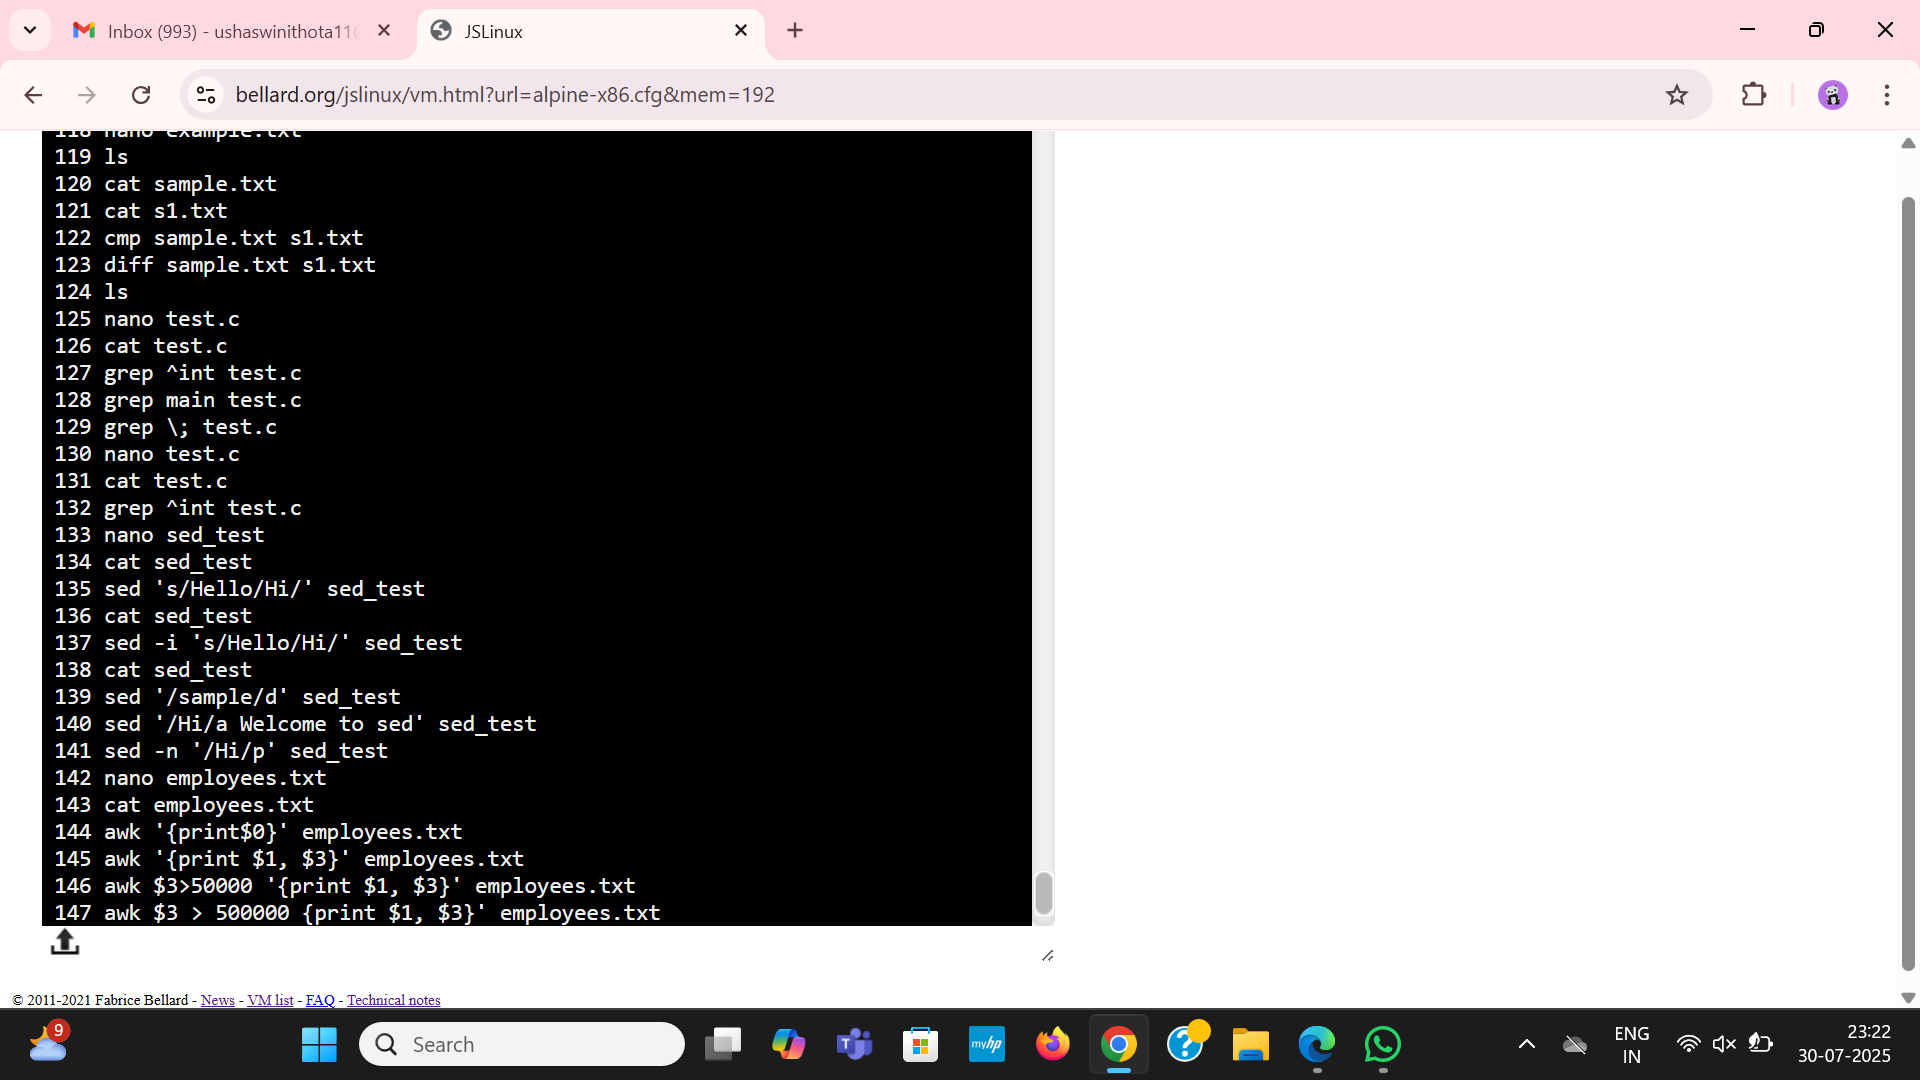 Inbox (993) - ushaswinithota11
JSLinux
bellard.org/jslinux/vm.html?url=alpine-x86.cfg&mem=192
118 nano example.txt
119 ls
120 cat sample.txt
121 cat s1.txt
122 cmp sample.txt s1.txt
123 diff sample.txt s1.txt
124 ls
125 nano test.c
126 cat test.c
127 grep ^int test.c
128 grep main test.c
129 grep \; test.c
130 nano test.c
131 cat test.c
132 grep ^int test.c
133 nano sed_test
134 cat sed_test
135 sed 's/Hello/Hi/' sed_test
136 cat sed_test
137 sed -i 's/Hello/Hi/' sed_test
138 cat sed_test
139 sed '/sample/d' sed_test
140 sed '/Hi/a Welcome to sed' sed_test
141 sed -n '/Hi/p' sed_test
142 nano employees.txt
143 cat employees.txt
144 awk '{print$0}' employees.txt
145 awk '{print $1, $3}' employees.txt
146 awk $3>50000 '{print $1, $3}' employees.txt
147 awk $3 > 500000 {print $1, $3}' employees.txt
© 2011-2021 Fabrice Bellard - News - VM list - FAQ - Technical notes
9
Search
T
myhp
?
ENG
IN
23:22
30-07-2025